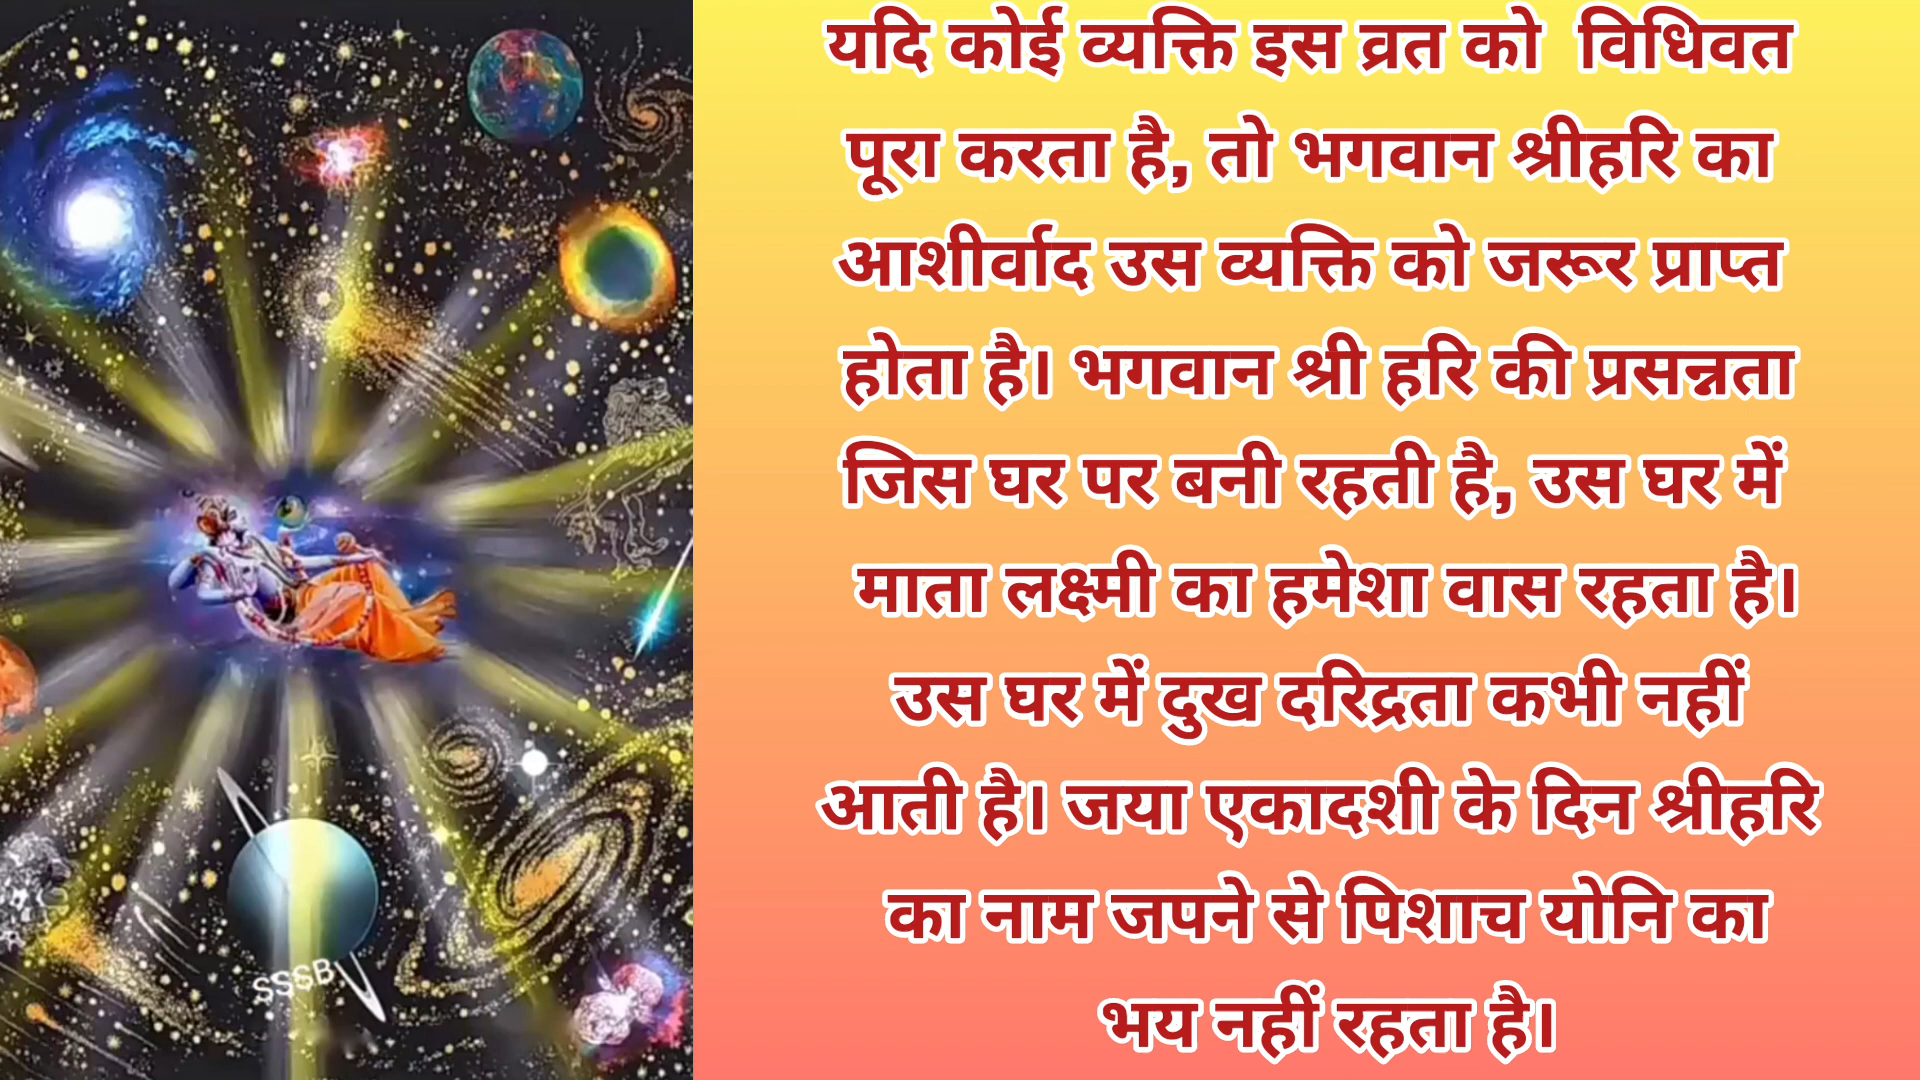 यदि कोई व्यक्ति इस व्रत को विधिवत
पूरा करता है, तो भगवान श्रीहरि का
आशीर्वाद उस व्यक्ति को जरूर प्राप्त
होता है। भगवान श्री हरि की प्रसन्नता
जिस घर पर बनी रहती है, उस घर में
माता लक्ष्मी का हमेशा वास रहता है।
उस घर में दुख दरिद्रता कभी नहीं
आती है। जया एकादशी के दिन श्रीहरि
का नाम जपने से पिशाच योनि का
भय नहीं रहता है।
SSSB